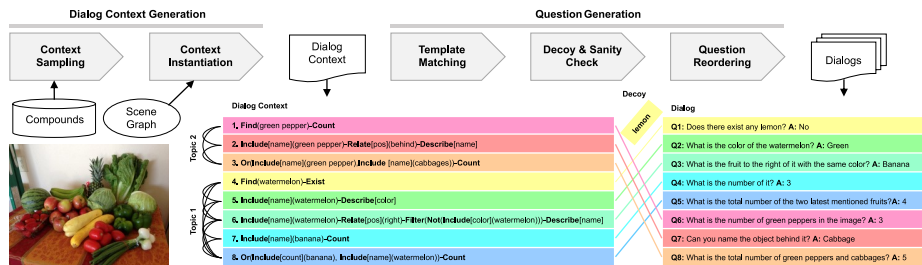 Dialog Context Generation
Question Generation
Context
Sampling
Context
Instantiation
Dialog
Context
Template
Matching
Decoy & Sanity
Check
Question
Reordering
Dialogs
Compounds
Scene
Graph
Dialog Context
Decoy
Dialog
lemon
Topic 2
Topic 1
1. Find(green pepper)-Count
2. Include[name](green pepper)-Relate[pos](behind)-Describe[name]
3. Or(Include[name](green pepper),Include [name](cabbages))-Count
4. Find(watermelon)-Exist
5. Include[name](watermelon)-Describe[color]
6. Include[name](watermelon)-Relate[pos](right)-Filter(Not(Include[color](watermelon)))-Describe[name]
7. Include[name](banana)-Count
8. Or(Include[count](banana), Include[name](watermelon))-Count
Q1: Does there exist any lemon? A: No
Q2: What is the color of the watermelon? A: Green
Q3: What is the fruit to the right of it with the same color? A: Banana
Q4: What is the number of it? A: 3
Q5: What is the total number of the two latest mentioned fruits?A: 4
Q6: What is the number of green peppers in the image? A: 3
Q7: Can you name the object behind it? A: Cabbage
Q8: What is the total number of green peppers and cabbages? A: 5